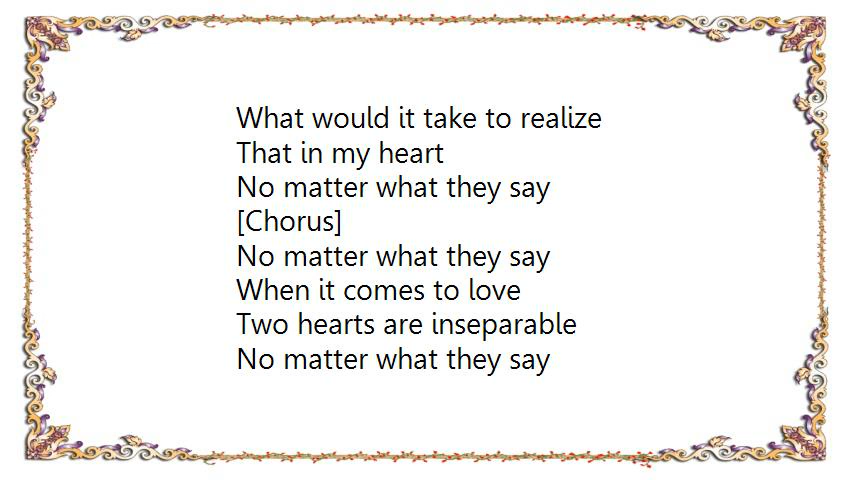 What would it take to realize
That in my heart
No matter what they say
[Chorus]
No matter what they say
When it comes to love
Two hearts are inseparable
No matter what they say